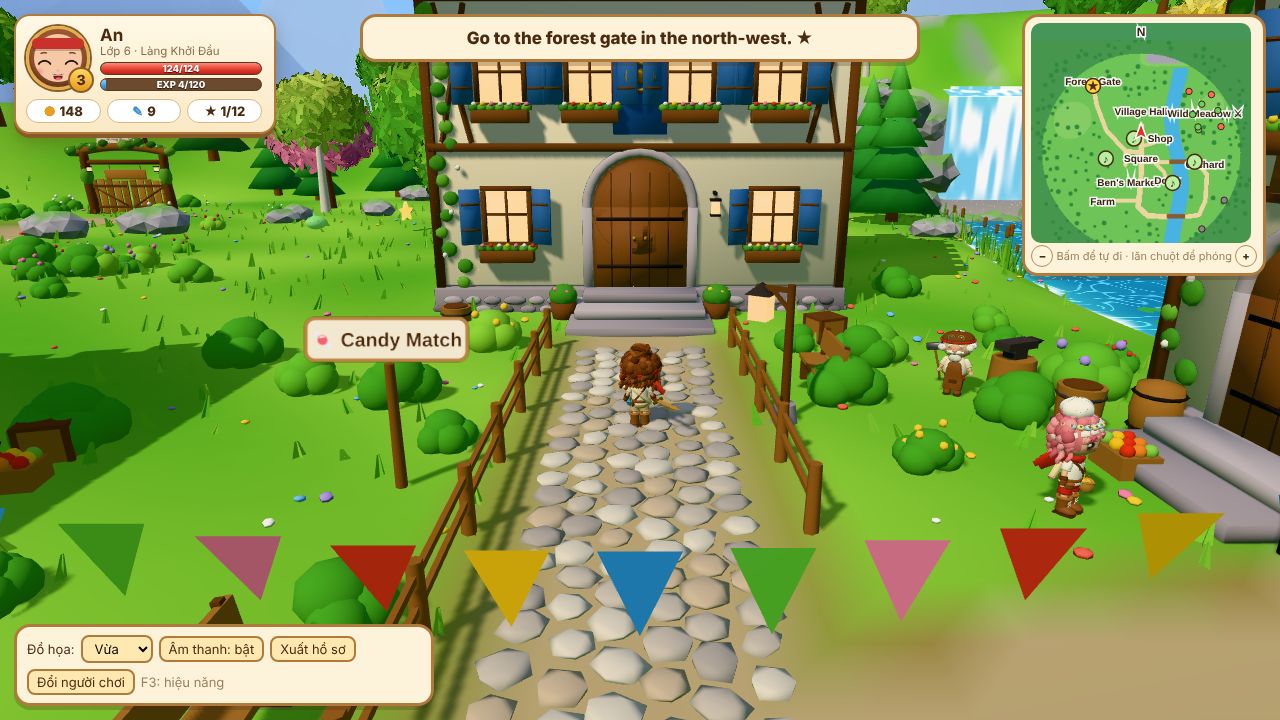 An
Lớp 6 · Làng Khởi Đầu
124/124
EXP 4/120
3
148
9
★ 1/12
Go to the forest gate in the north-west. ★
N
Gate
Village Hall
Wild Meadow
Shop
Square
Ben's Market
Farm
− Bấm để tự đi · lăn chuột để phóng +
Candy Match
Đồ họa: Vừa Âm thanh: bật Xuất hồ sơ
Đổi người chơi F3: hiệu năng